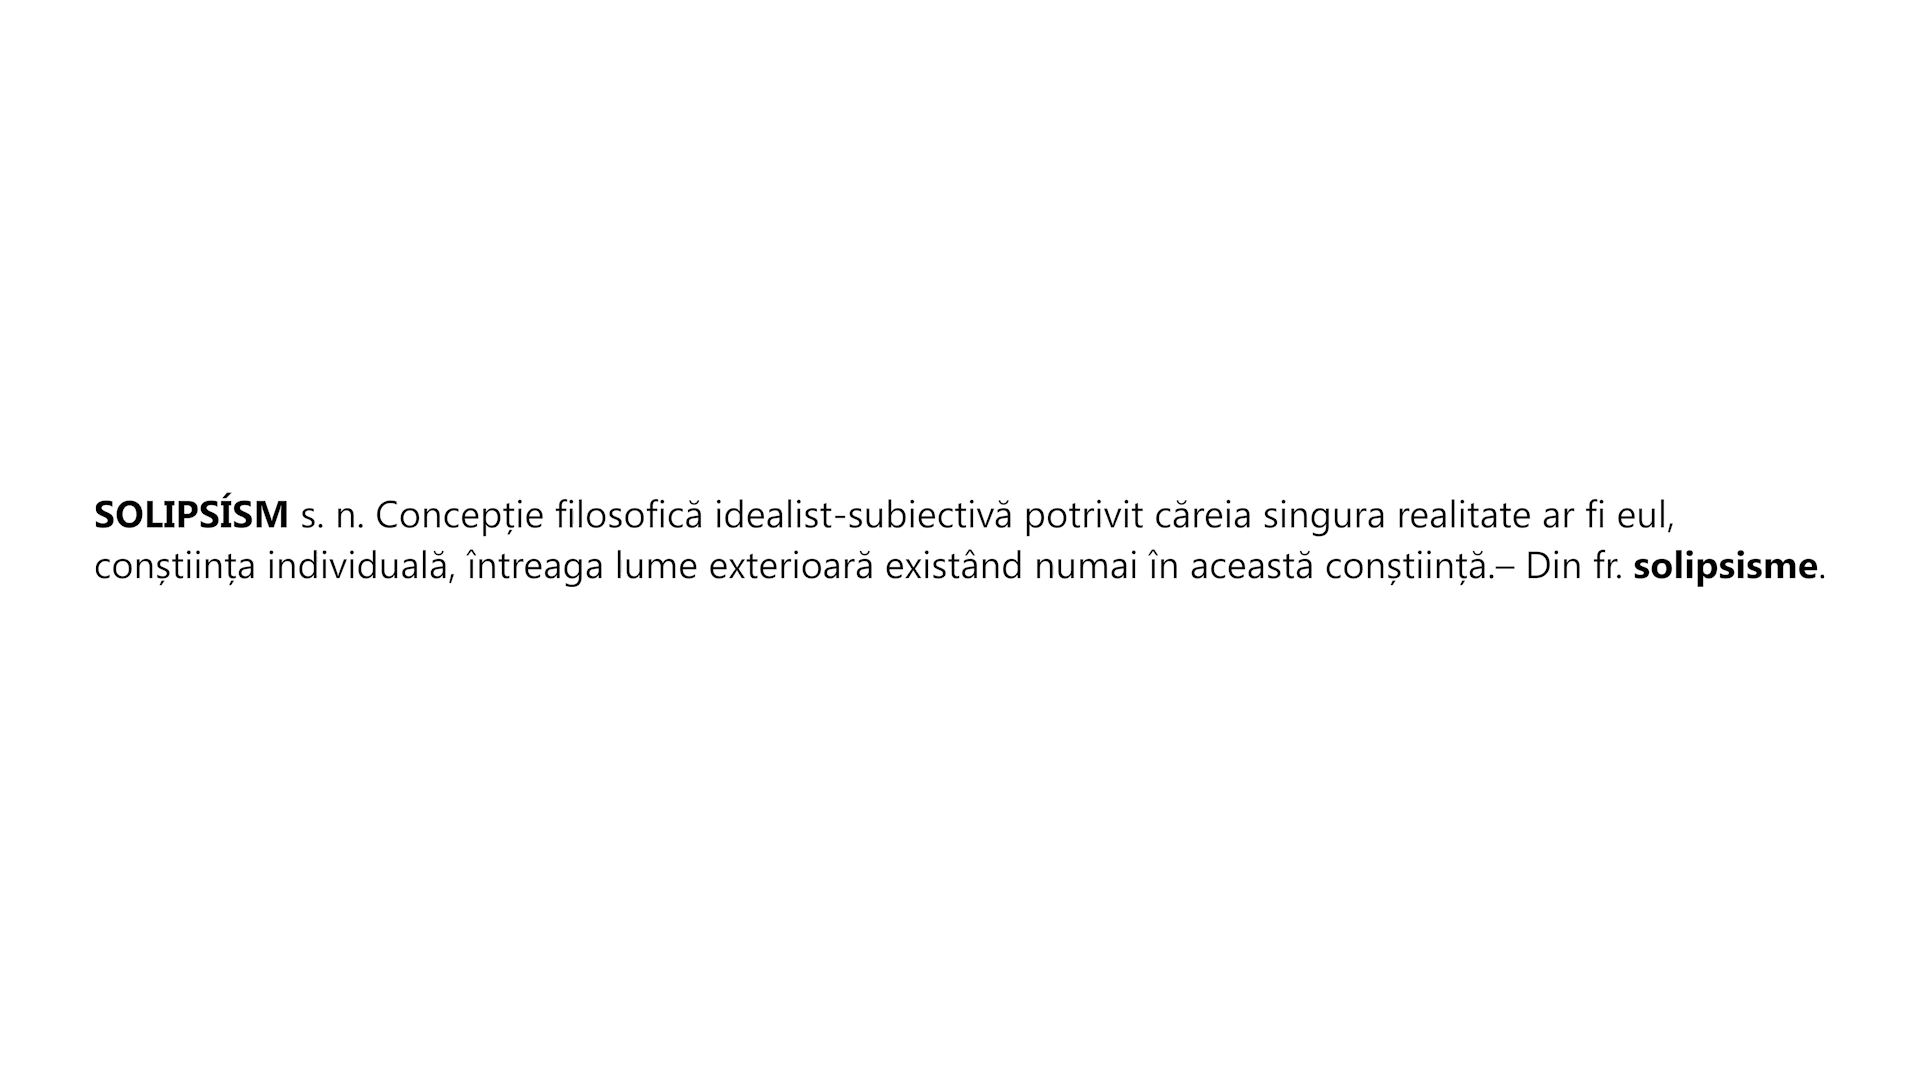 SOLIPSÍSM s. n. Concepție filosofică idealist-subiectivă potrivit căreia singura realitate ar fi eul,
conștiința individuală, întreaga lume exterioară existând numai în această conștiință.– Din fr. solipsisme.